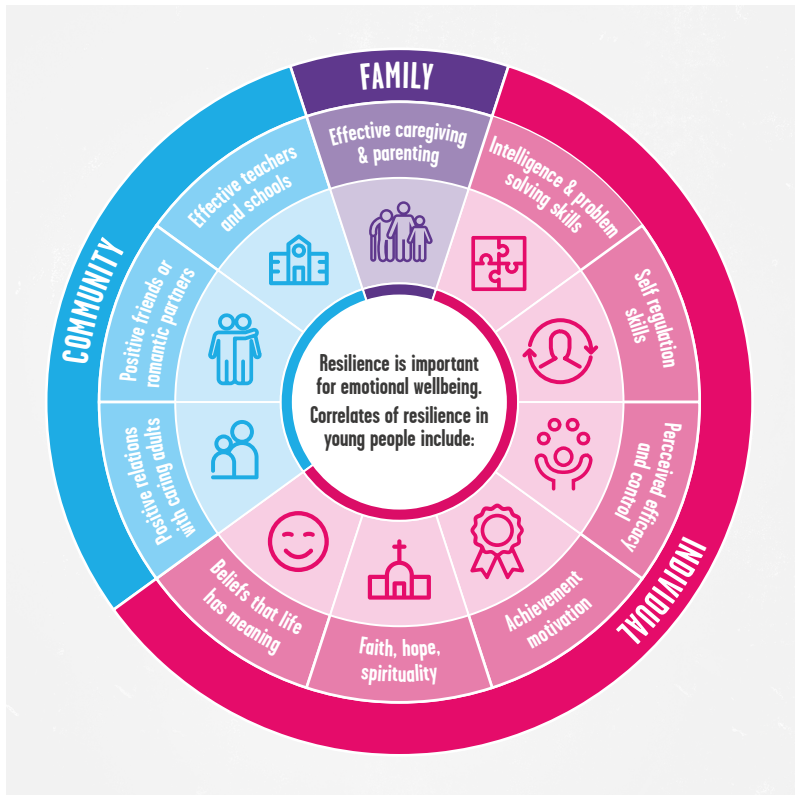 FAMILY
Effective caregiving
& parenting
Intelligence & problem
solving skills
Self regulation
skills
Perceived efficacy
and control
INDIVIDUAL
Achievement
motivation
Faith, hope,
spirituality
Beliefs that life
has meaning
Positive relations
with caring adults
Positive friends or
romantic partners
COMMUNITY
Effective teachers
and schools
Resilience is important
for emotional wellbeing.
Correlates of resilience in
young people include: